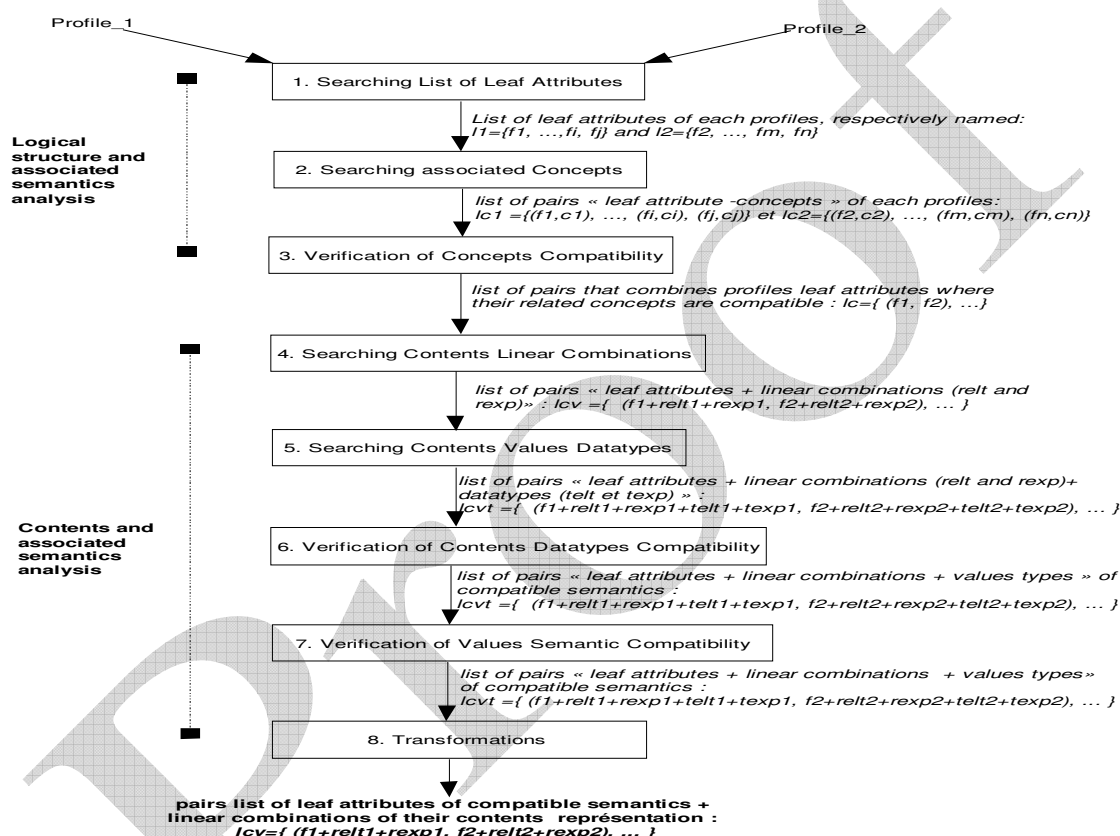 Profile_1
Profile_2
1. Searching List of Leaf Attributes
List of leaf attributes of each profiles, respectively named:
l1={f1, …,fi, fj} and l2={f2, …, fm, fn}
Logical
structure and
associated
semantics
analysis
2. Searching associated Concepts
list of pairs « leaf attribute -concepts » of each profiles:
lc1 ={(f1,c1), …, (fi,ci), (fj,cj)} et lc2={(f2,c2), …, (fm,cm), (fn,cn)}
3. Verification of Concepts Compatibility
list of pairs that combines profiles leaf attributes where
their related concepts are compatible : lc={ (f1, f2), …}
4. Searching Contents Linear Combinations
list of pairs « leaf attributes + linear combinations (relt and
rexp)» : lcv ={ (f1+relt1+rexp1, f2+relt2+rexp2), … }
5. Searching Contents Values Datatypes
list of pairs « leaf attributes + linear combinations (relt and rexp)+
datatypes (telt et texp) » :
lcvt ={ (f1+relt1+rexp1+telt1+texp1, f2+relt2+rexp2+telt2+texp2), … }
Contents and
associated
semantics
analysis
6. Verification of Contents Datatypes Compatibility
list of pairs « leaf attributes + linear combinations + values types » of
compatible semantics :
lcvt ={ (f1+relt1+rexp1+telt1+texp1, f2+relt2+rexp2+telt2+texp2), … }
7. Verification of Values Semantic Compatibility
list of pairs « leaf attributes + linear combinations + values types»
of compatible semantics :
lcvt ={ (f1+relt1+rexp1+telt1+texp1, f2+relt2+rexp2+telt2+texp2), … }
8. Transformations
pairs list of leaf attributes of compatible semantics +
linear combinations of their contents représentation :
lcv={ (f1+relt1+rexp1, f2+relt2+rexp2), … }
Proof